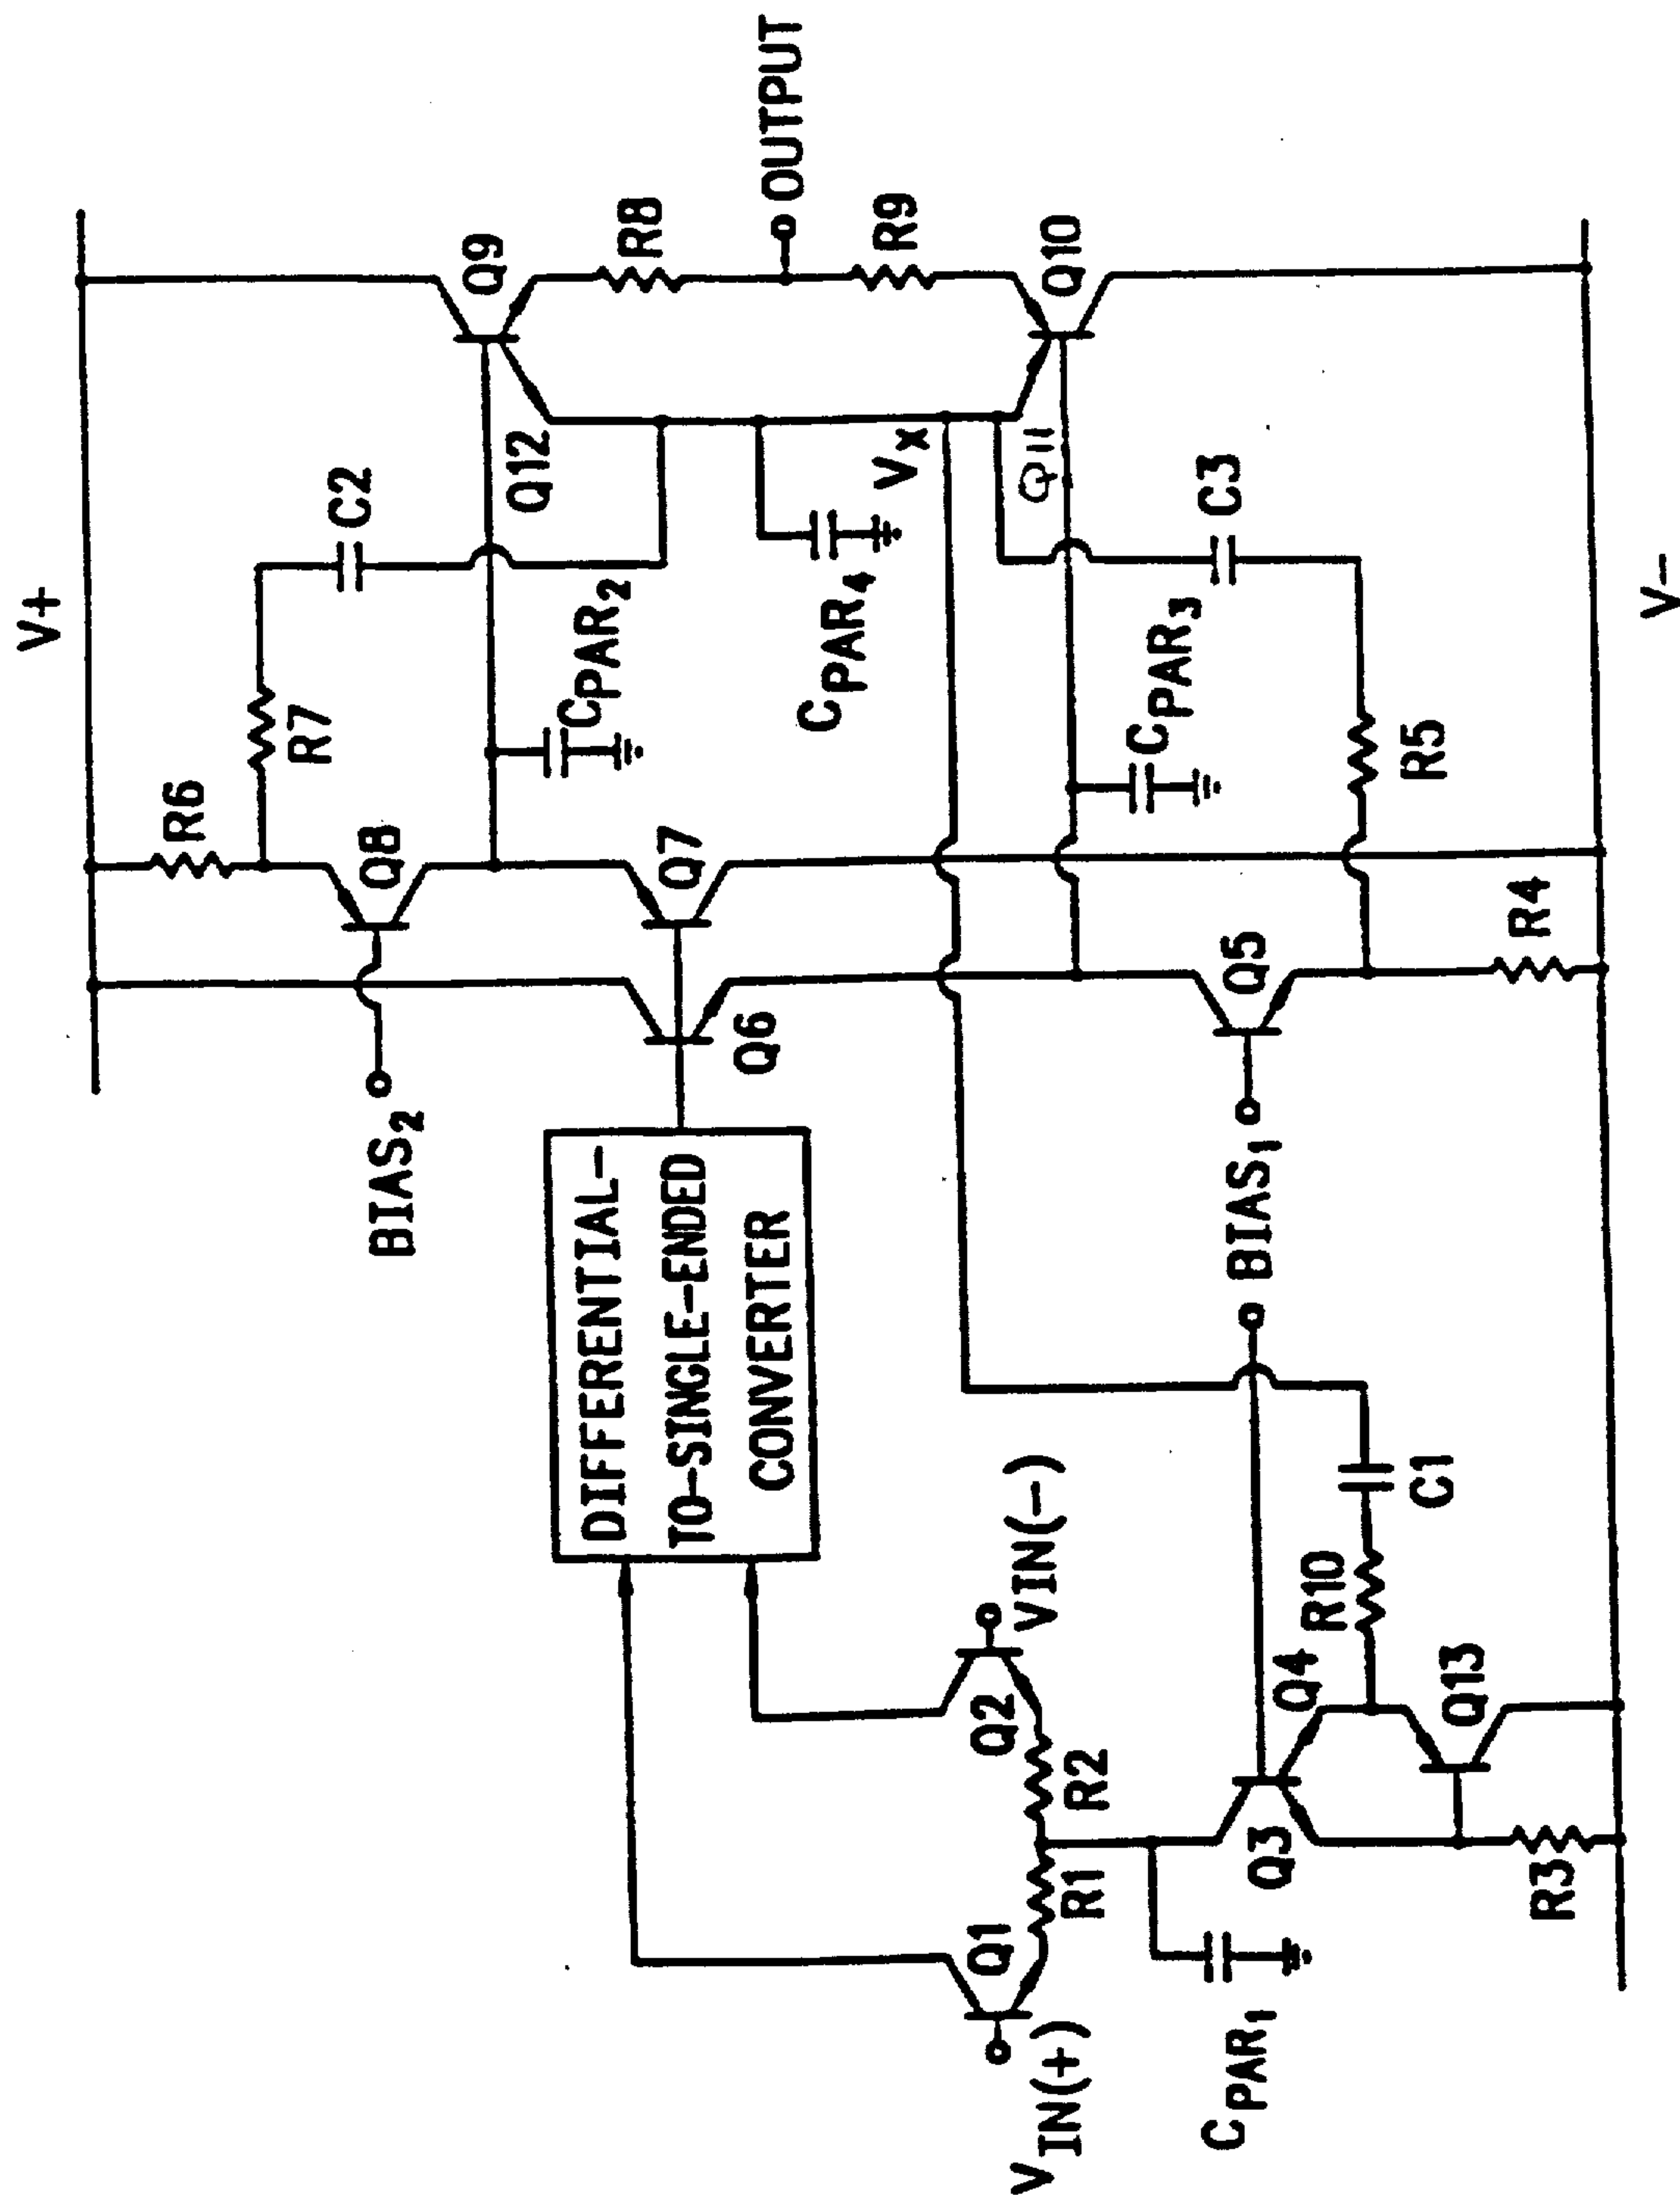 V+
R6
R7
C2
Q9
Q8
Q12
R8
BIAS2
CPAR2
OUTPUT
Q7
DIFFERENTIAL-
TO-SINGLE-ENDED
CONVERTER
Q6
CPAR4
VX
R9
Q1
Q2
VIN(+)
VIN(-)
R1
R2
Q11
Q10
CPAR3
C3
CPAR1
Q3
Q4
BIAS1
Q5
R10
C1
R5
Q13
R3
R4
V-